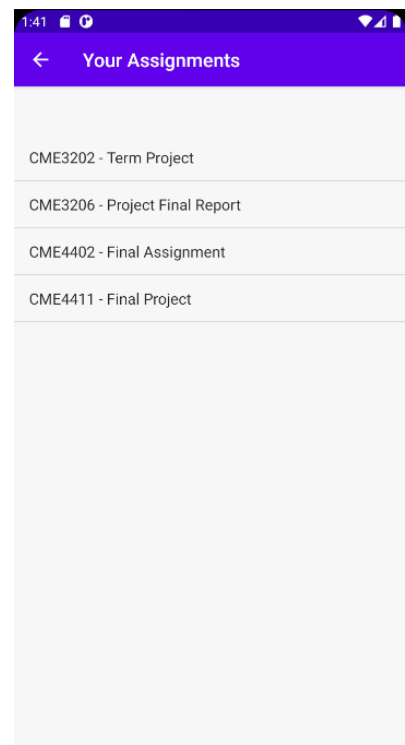 1:41
Your Assignments
CME3202 - Term Project
CME3206 - Project Final Report
CME4402 - Final Assignment
CME4411 - Final Project